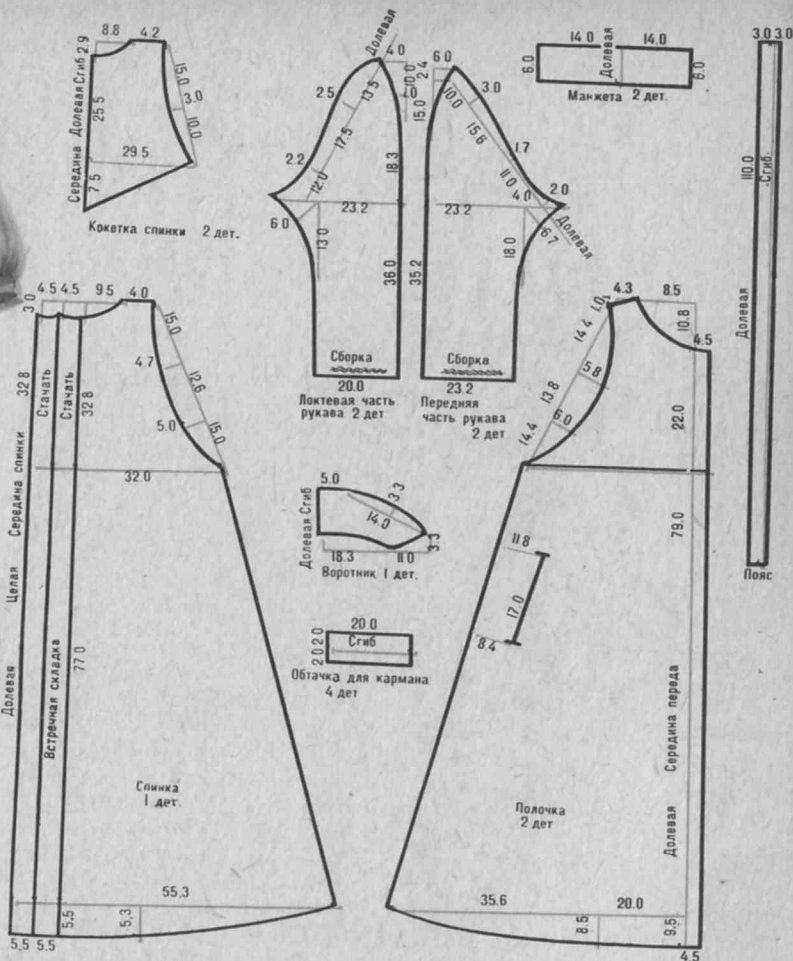 8.8 4.2
2.9
Середина Долевая Сгиб
25.5
7.5
15.0
3.0
10.0
29.5
Кокетка спинки 2 дет.
Долевая
4.0
10.0
1.0
2.5
13.5
17.5
2.2
12.0
18.3
23.2
6.0
13.0
36.0
Сборка
20.0
Локтевая часть
рукава 2 дет
6.0
2.4
15.0
10.0
3.0
15.8
1.7
11.0
4.0
2.0
23.2
Долевая
6.7
18.0
35.2
Сборка
23.2
Передняя
часть рукава
2 дет
14.0 14.0
Долевая
6.0
6.0
Манжета 2 дет.
3.0 3.0
110.0
Сгиб
Долевая
Пояс
3.0
4.5 4.5 9.5 4.0
32.8
Стачать
Стачать
32.8
15.0
4.7
12.6
5.0
15.0
32.0
Долевая Целая Середина спинки
Встречная складка
77.0
Спинка
1 дет.
55.3
5.5
5.3
5.5 5.5
5.0
3.3
14.0
Долевая Сгиб
3.3
18.3 11.0
Воротник 1 дет.
20.0
Сгиб
2.0 2.0
Обтачка для кармана
4 дет
4.3 8.5
1.0
10.8
4.5
14.4
5.8
13.8
6.0
14.4
22.0
79.0
11.8
17.0
8.4
Полочка
2 дет
Долевая Середина переда
35.6 20.0
8.5
9.5
4.5